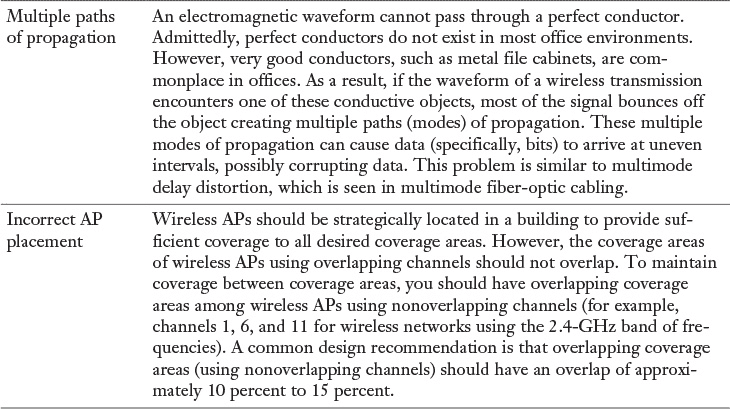 Multiple paths
of propagation
An electromagnetic waveform cannot pass through a perfect conductor.
Admittedly, perfect conductors do not exist in most office environments.
However, very good conductors, such as metal file cabinets, are com-
monplace in offices. As a result, if the waveform of a wireless transmission
encounters one of these conductive objects, most of the signal bounces off
the object creating multiple paths (modes) of propagation. These multiple
modes of propagation can cause data (specifically, bits) to arrive at uneven
intervals, possibly corrupting data. This problem is similar to multimode
delay distortion, which is seen in multimode fiber-optic cabling.
Incorrect AP
placement
Wireless APs should be strategically located in a building to provide suf-
ficient coverage to all desired coverage areas. However, the coverage areas
of wireless APs using overlapping channels should not overlap. To maintain
coverage between coverage areas, you should have overlapping coverage
areas among wireless APs using nonoverlapping channels (for example,
channels 1, 6, and 11 for wireless networks using the 2.4-GHz band of fre-
quencies). A common design recommendation is that overlapping coverage
areas (using nonoverlapping channels) should have an overlap of approxi-
mately 10 percent to 15 percent.